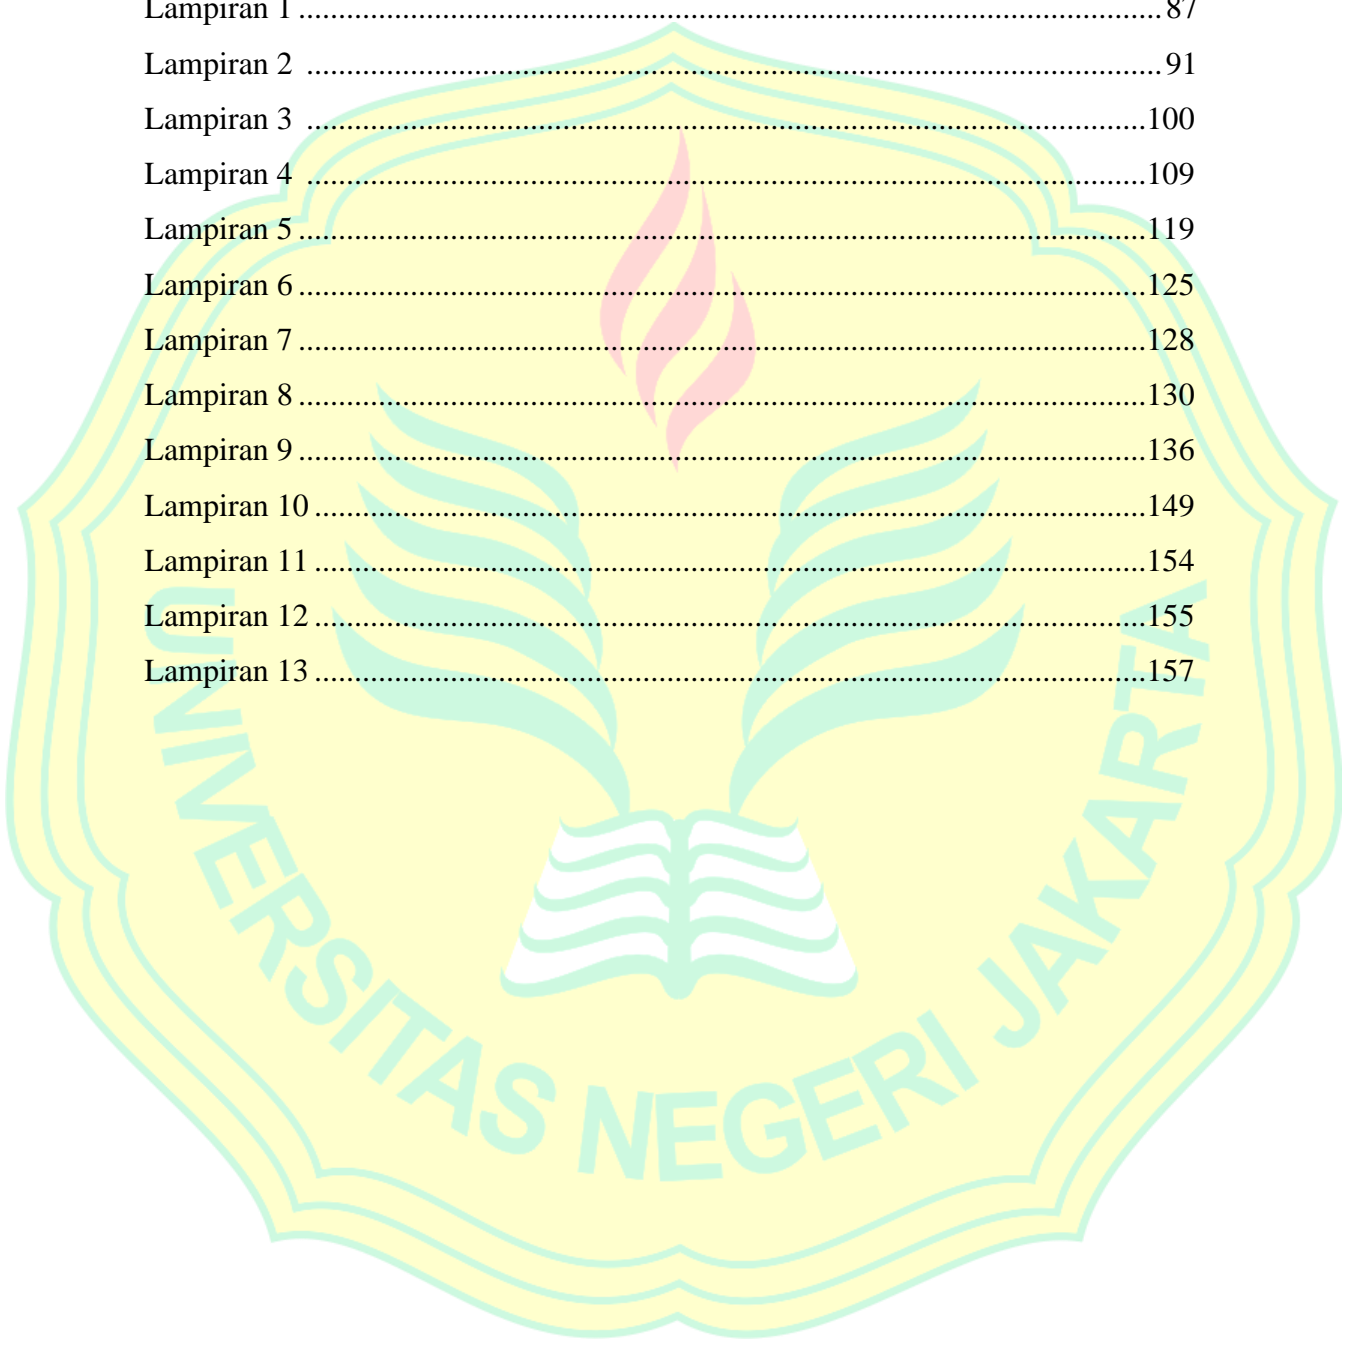 Lampiran 1 ............................................................................................................ 87
Lampiran 2 ........................................................................................................... 91
Lampiran 3 .........................................................................................................100
Lampiran 4 .........................................................................................................109
Lampiran 5 ..........................................................................................................119
Lampiran 6 ..........................................................................................................125
Lampiran 7 ..........................................................................................................128
Lampiran 8 ..........................................................................................................130
Lampiran 9 ..........................................................................................................136
Lampiran 10 ........................................................................................................149
Lampiran 11 ........................................................................................................154
Lampiran 12 ........................................................................................................155
Lampiran 13 ........................................................................................................157
UNIVERSITAS NEGERI JAKARTA